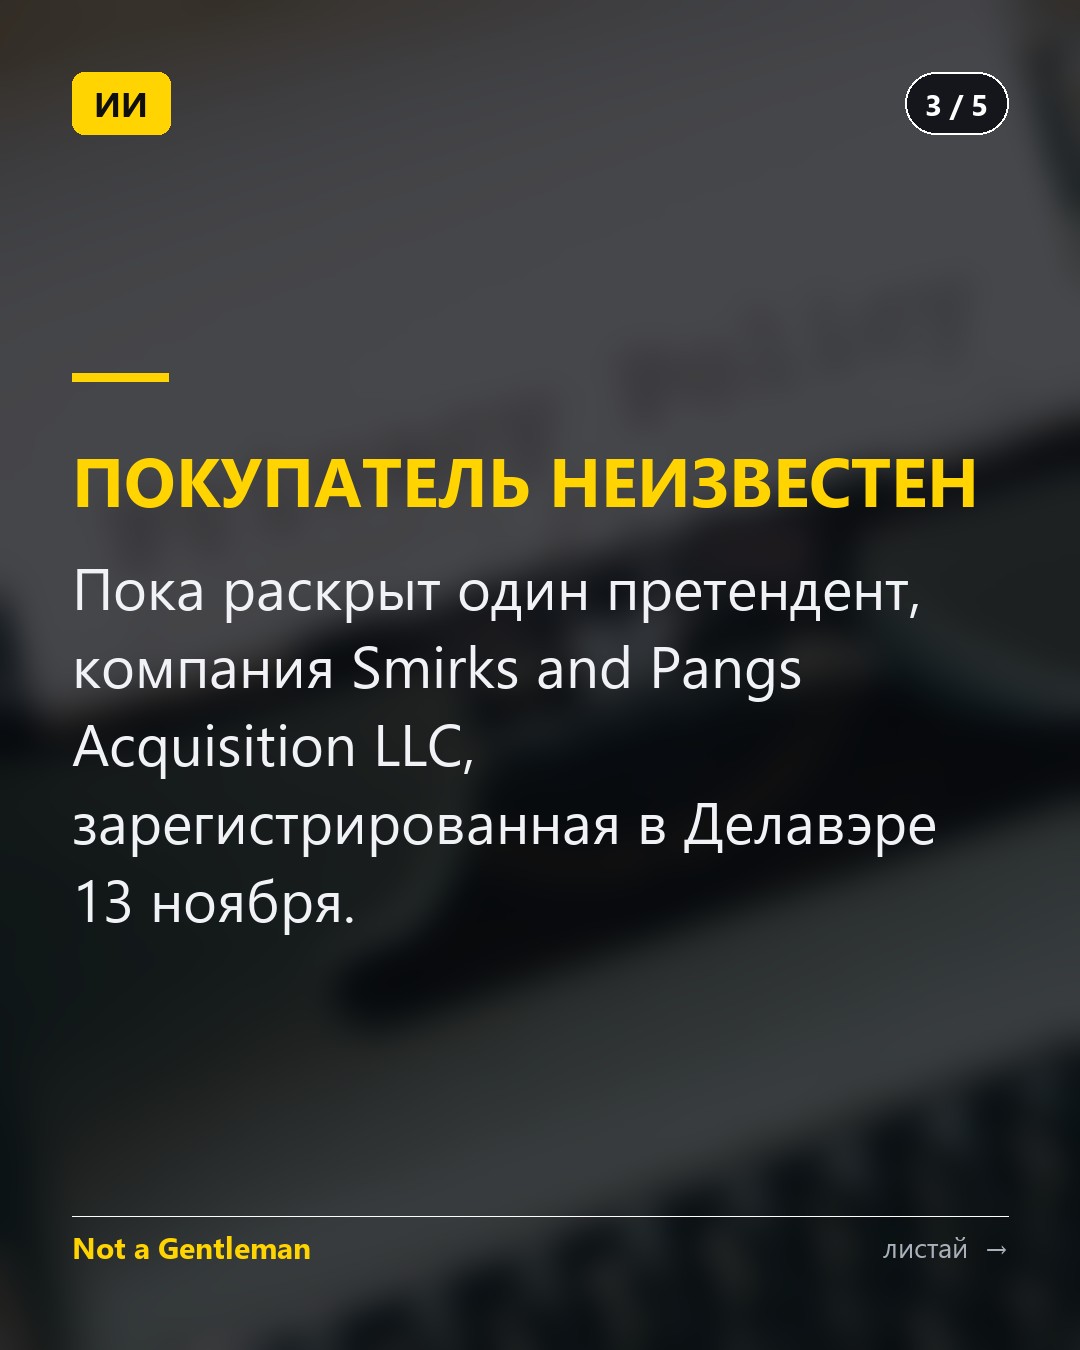 ИИ
3 / 5
ПОКУПАТЕЛЬ НЕИЗВЕСТЕН
Пока раскрыт один претендент,
компания Smirks and Pangs
Acquisition LLC,
зарегистрированная в Делавэре
13 ноября.
Not a Gentleman
листай →